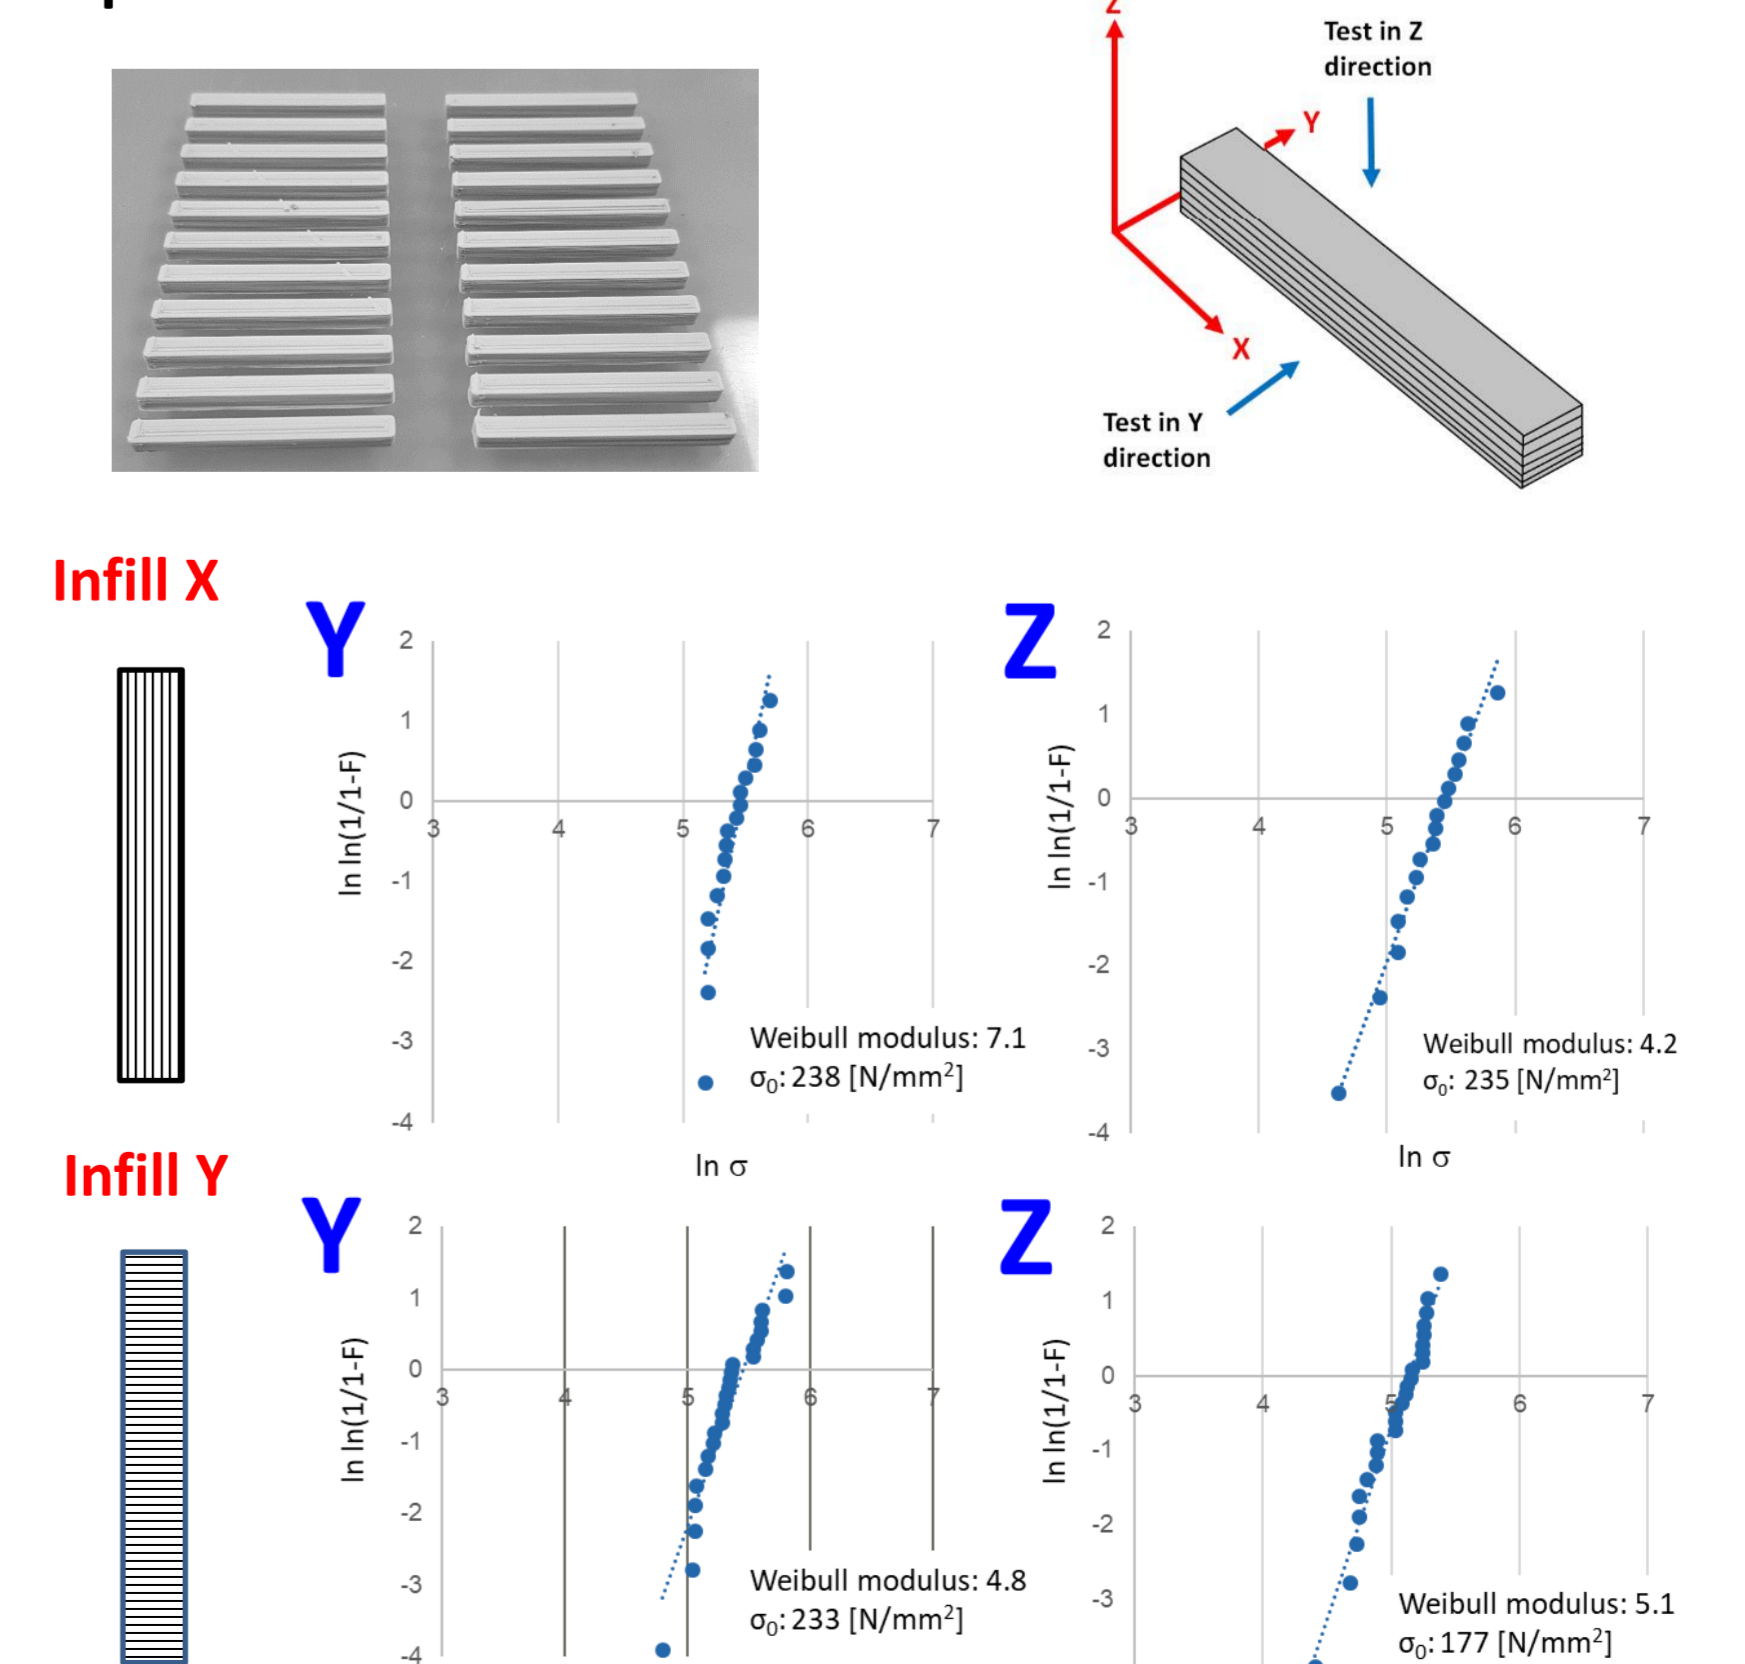 Z
Test in Z
direction
Y
X
Test in Y
direction
Infill X
Y
2
1
0
-1
-2
-3
-4
3
4
5
6
7
ln ln(1/1-F)
Weibull modulus: 7.1
σ₀: 238 [N/mm²]
ln σ
Z
2
1
0
-1
-2
-3
-4
3
4
5
6
7
ln ln(1/1-F)
Weibull modulus: 4.2
σ₀: 235 [N/mm²]
ln σ
Infill Y
Y
2
1
0
-1
-2
-3
-4
3
4
5
6
7
ln ln(1/1-F)
Weibull modulus: 4.8
σ₀: 233 [N/mm²]
Z
2
1
0
-1
-2
-3
3
4
5
6
7
ln ln(1/1-F)
Weibull modulus: 5.1
σ₀: 177 [N/mm²]